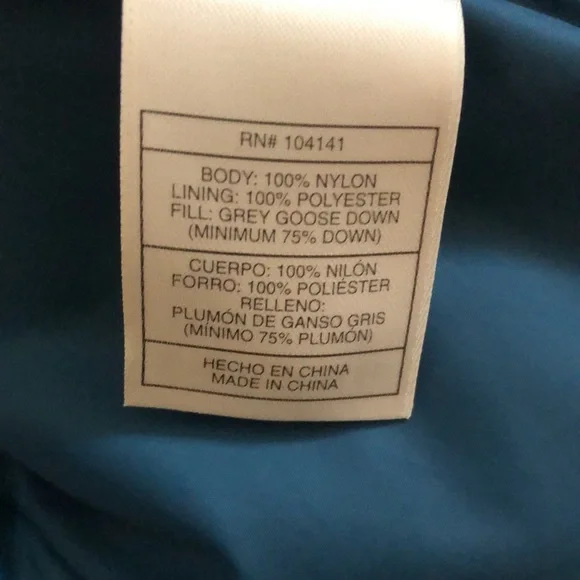 RN# 104141
BODY: 100% NYLON
LINING: 100% POLYESTER
FILL: GREY GOOSE DOWN
(MINIMUM 75% DOWN)
CUERPO: 100% NILÓN
FORRO: 100% POLIÉSTER
RELLENO:
PLUMÓN DE GANSO GRIS
(MÍNIMO 75% PLUMÓN)
HECHO EN CHINA
MADE IN CHINA